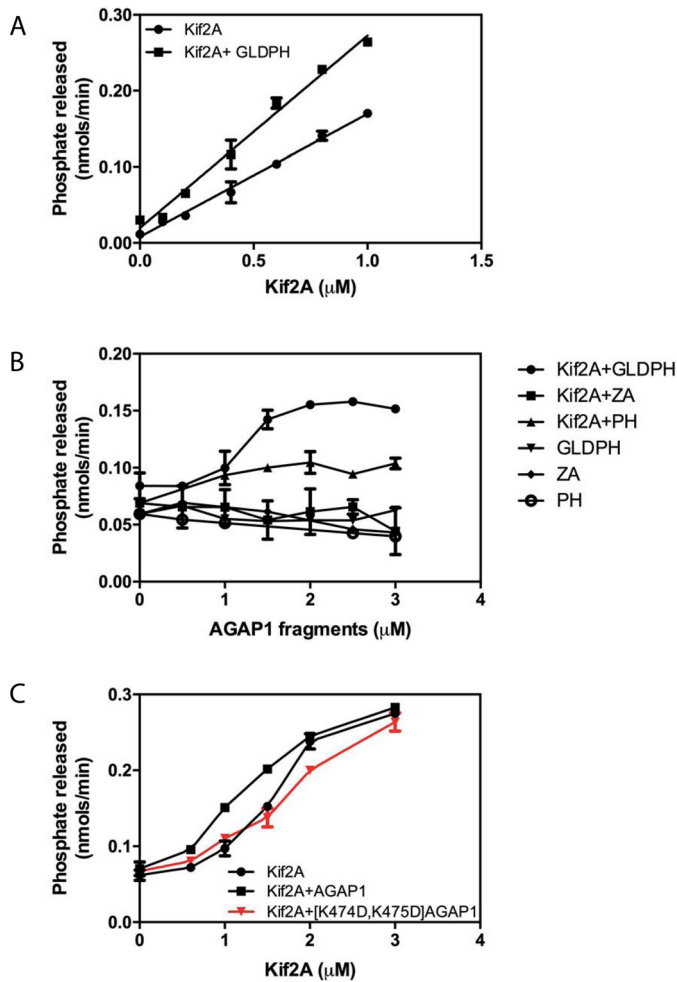 A
Kif2A
Kif2A+ GLDPH
0.30
0.20
0.10
0.00
Phosphate released
(nmols/min)
0.0
0.5
1.0
1.5
Kif2A (μM)
B
0.20
0.15
0.10
0.05
0.00
Phosphate released
(nmols/min)
0
1
2
3
4
AGAP1 fragments (μM)
Kif2A+GLDPH
Kif2A+ZA
Kif2A+PH
GLDPH
ZA
PH
C
0.3
0.2
0.1
0.0
Phosphate released
(nmols/min)
Kif2A
Kif2A+AGAP1
Kif2A+[K474D,K475D]AGAP1
0
1
2
3
4
Kif2A (μM)